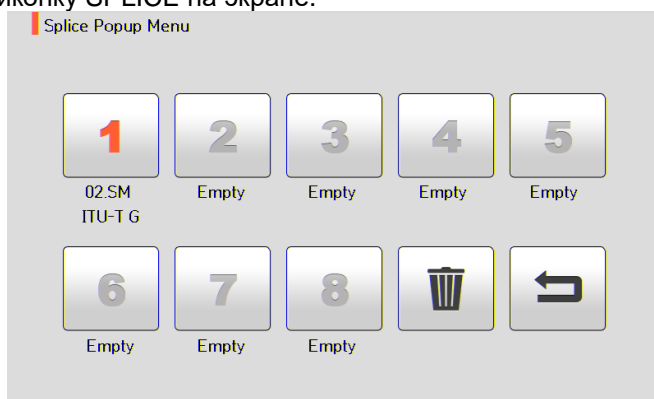 иконку SPLICE на экране.
Splice Popup Menu
1 2 3 4 5
02.SM Empty Empty Empty Empty
ITU-T G
6 7 8
Empty Empty Empty